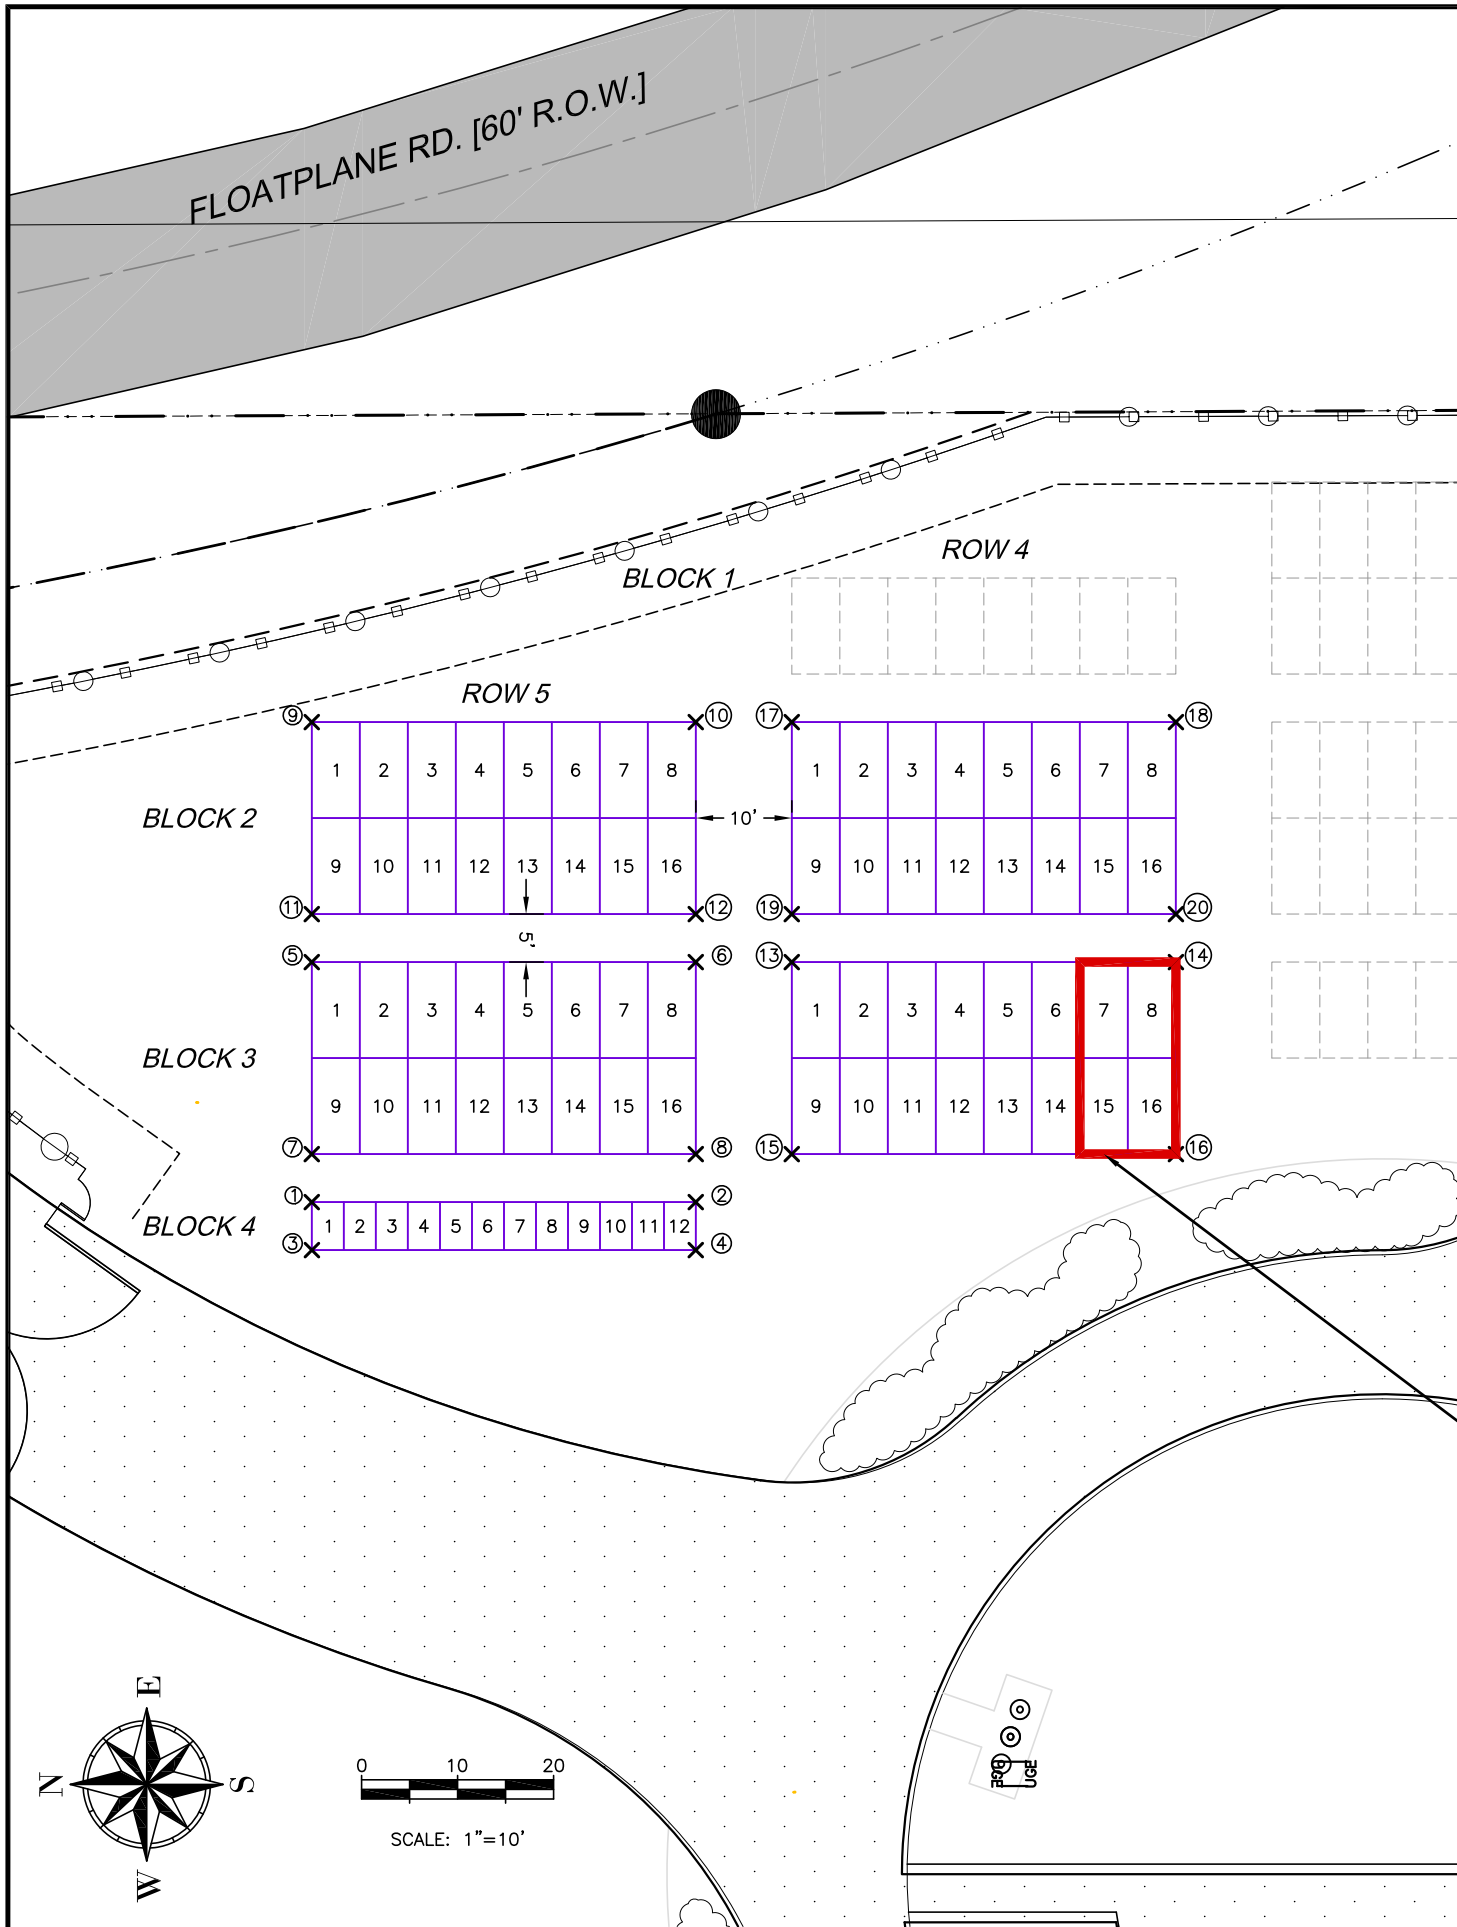 FLOATPLANE RD. [60' R.O.W.]
ROW 4
BLOCK 1
ROW 5
9 10 17 18
1 2 3 4 5 6 7 8 1 2 3 4 5 6 7 8
BLOCK 2 10'
9 10 11 12 13 14 15 16 9 10 11 12 13 14 15 16
11 12 19 20
5'
5 6 13 14
1 2 3 4 5 6 7 8 1 2 3 4 5 6 7 8
BLOCK 3
9 10 11 12 13 14 15 16 9 10 11 12 13 14 15 16
7 8 15 16
1 2
BLOCK 4 1 2 3 4 5 6 7 8 9 10 11 12
3 4
E
N S
W
0 10 20
SCALE: 1"=10'
UGE
UGE